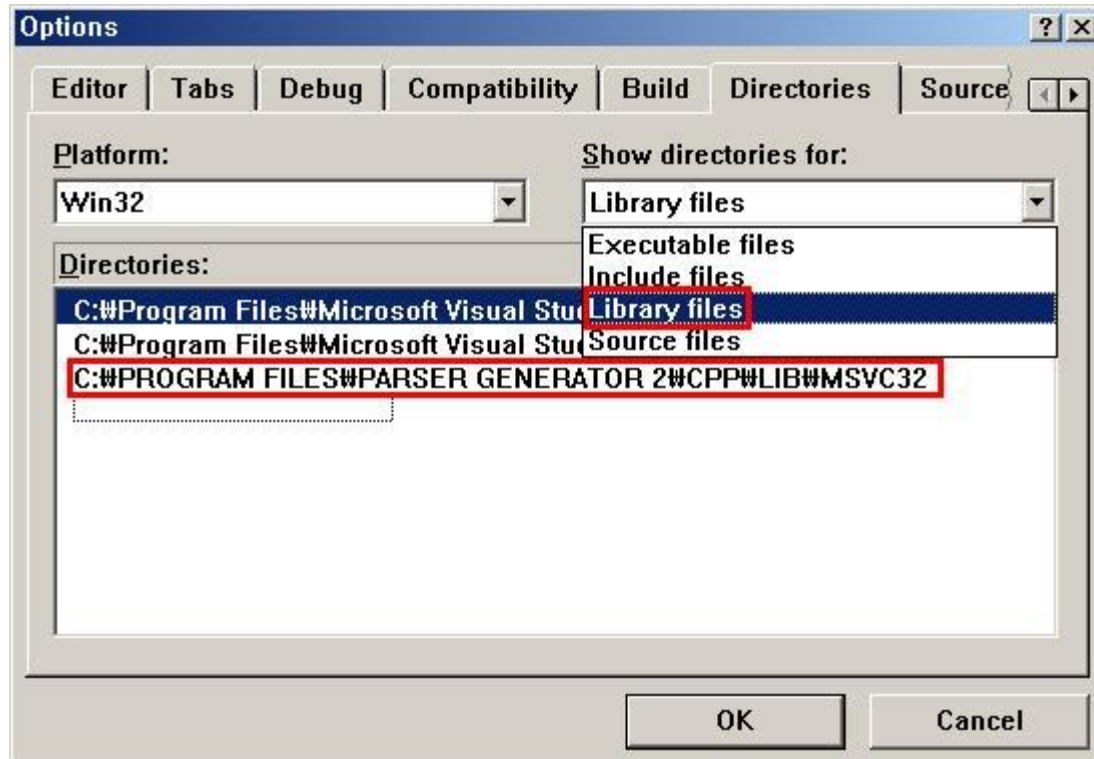 Options
Editor Tabs Debug Compatibility Build Directories Source
Platform: Show directories for:
Win32 Library files
Executable files
Directories: Include files
C:₩Program Files₩Microsoft Visual Stu Library files
C:₩Program Files₩Microsoft Visual Stu Source files
C:₩PROGRAM FILES₩PARSER GENERATOR 2₩CPP₩LIB₩MSVC32
OK Cancel